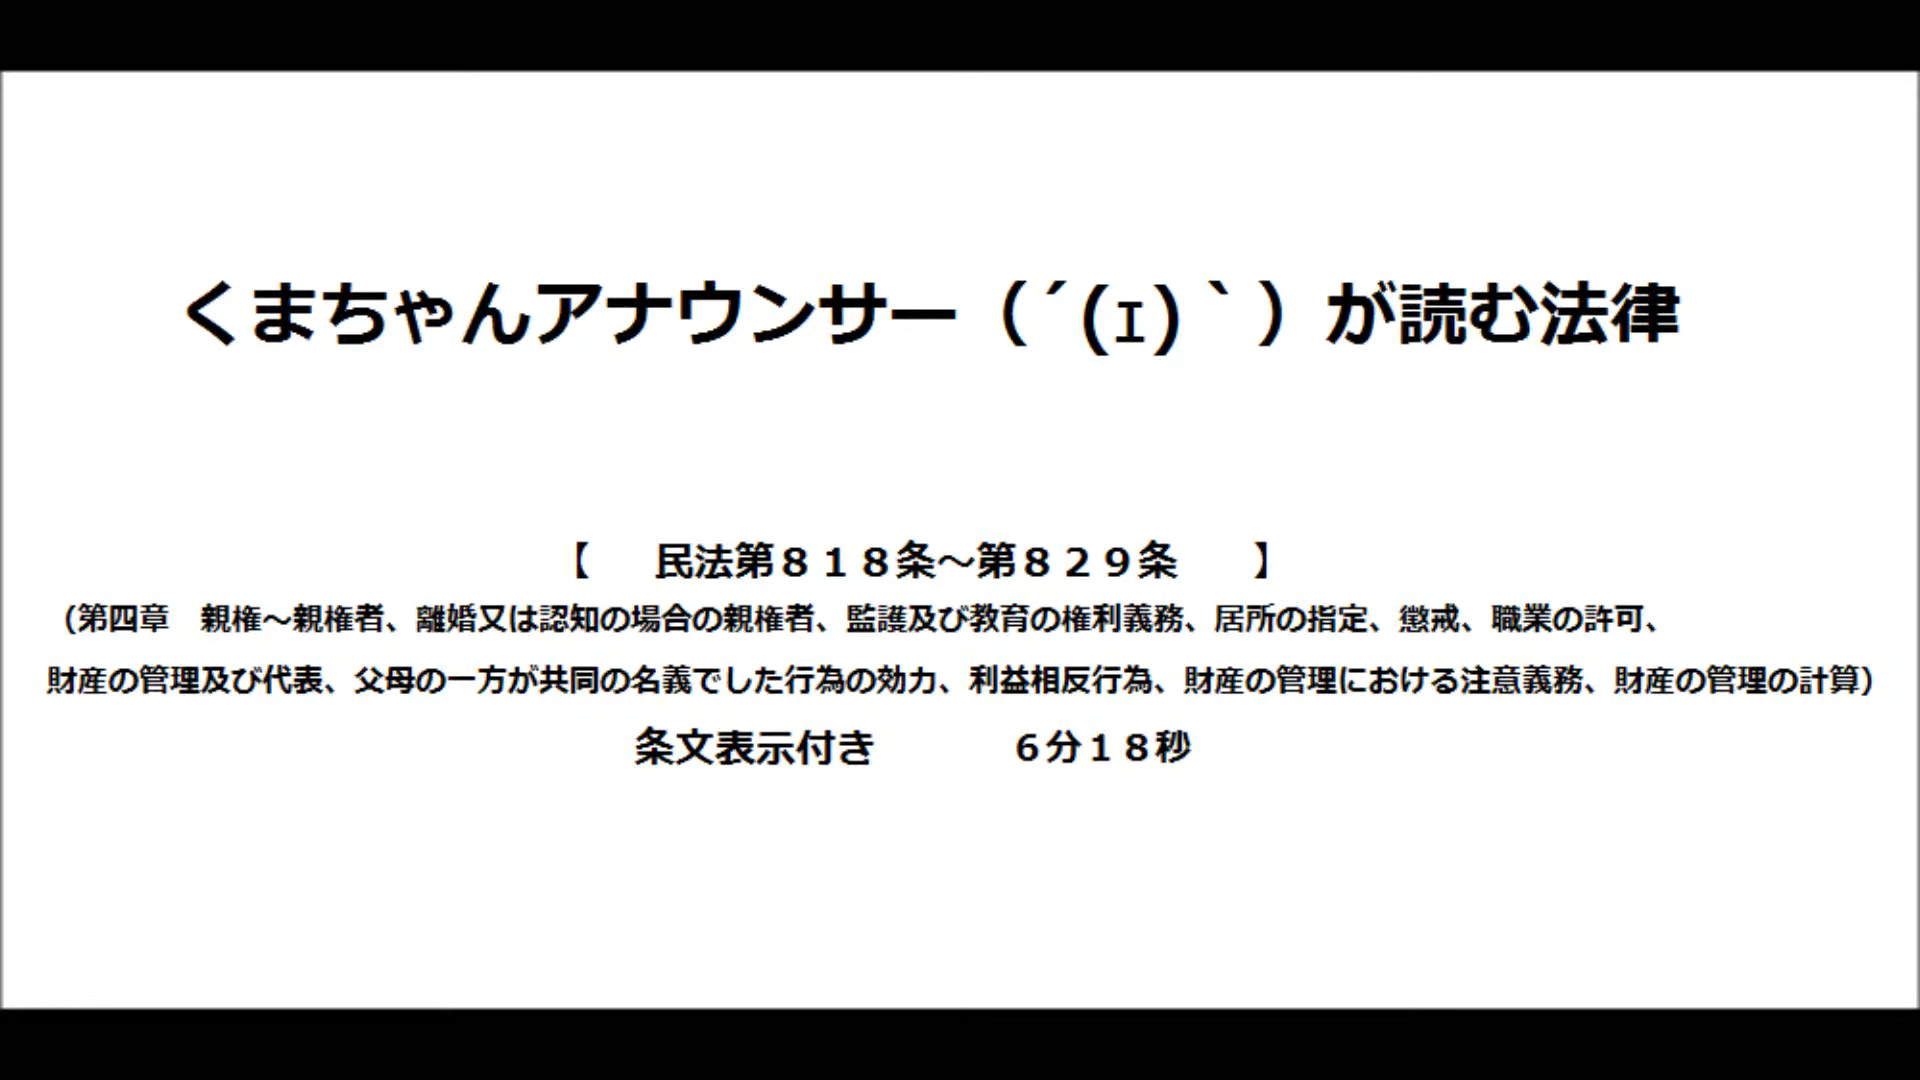 くまちゃんアナウンサー（´(ｪ)｀）が読む法律
【　民法第８１８条～第８２９条　】
（第四章　親権～親権者、離婚又は認知の場合の親権者、監護及び教育の権利義務、居所の指定、懲戒、職業の許可、
財産の管理及び代表、父母の一方が共同の名義でした行為の効力、利益相反行為、財産の管理における注意義務、財産の管理の計算）
条文表示付き　　６分１８秒